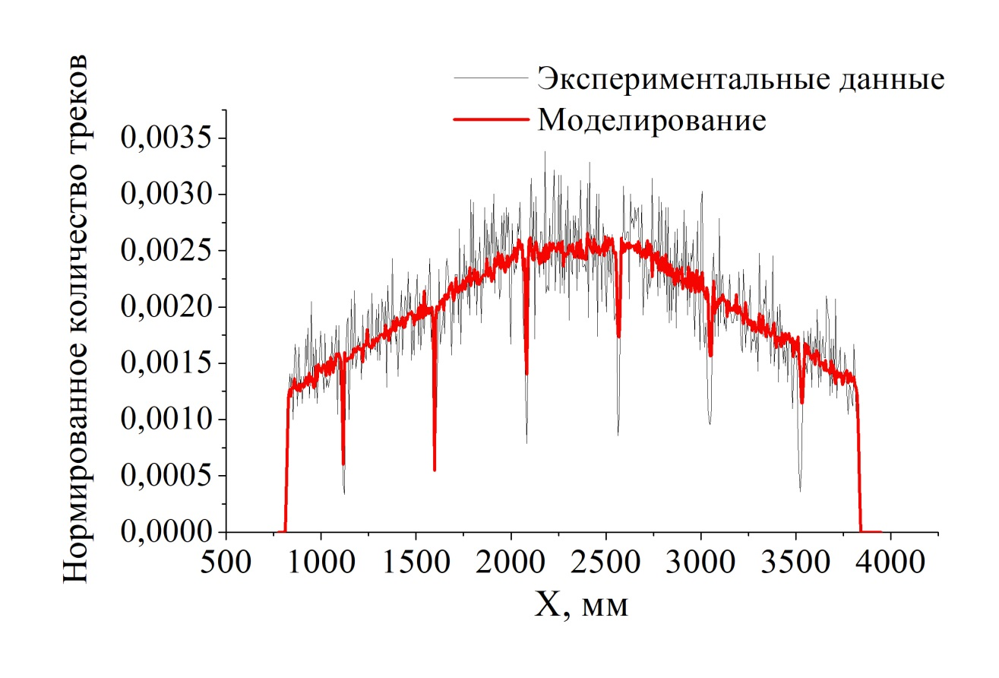 Экспериментальные данные
Моделирование
Нормированное количество треков
0,0035
0,0030
0,0025
0,0020
0,0015
0,0010
0,0005
0,0000
500 1000 1500 2000 2500 3000 3500 4000
X, мм